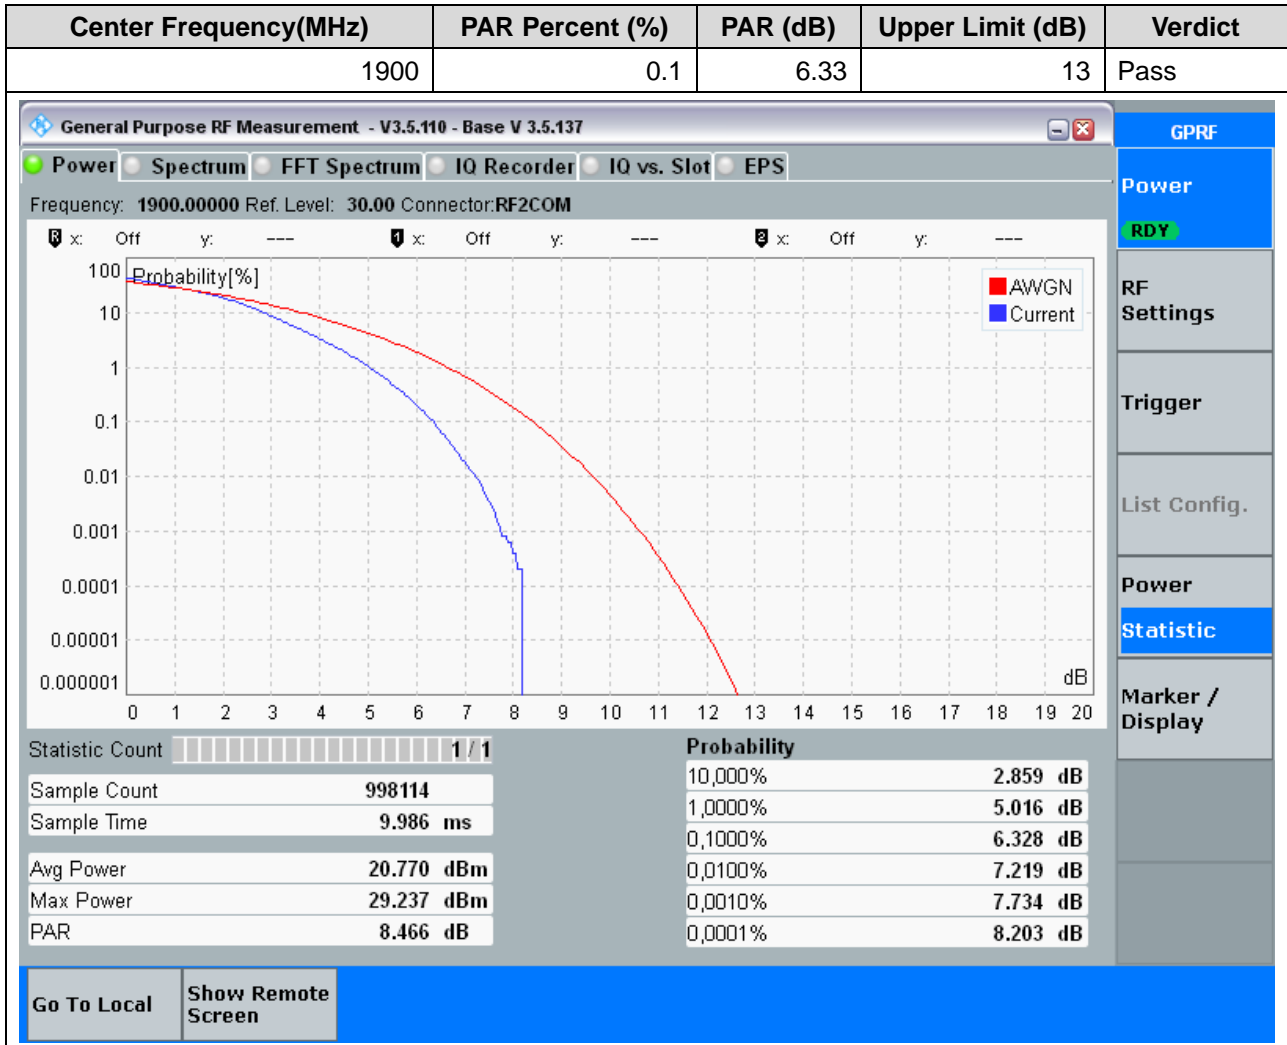 Center Frequency(MHz) PAR Percent (%) PAR (dB) Upper Limit (dB) Verdict
1900 0.1 6.33 13 Pass
General Purpose RF Measurement - V3.5.110 - Base V 3.5.137
GPRF
Power Spectrum FFT Spectrum IQ Recorder IQ vs. Slot EPS
Frequency: 1900.00000 Ref. Level: 30.00 Connector:RF2COM
R x: Off y: --- 1 x: Off y: --- 2 x: Off y: ---
Probability[%]
AWGN
Current
100
10
1
0.1
0.01
0.001
0.0001
0.00001
0.000001
dB
0 1 2 3 4 5 6 7 8 9 10 11 12 13 14 15 16 17 18 19 20
Power
RDY
RF
Settings
Trigger
List Config.
Power
Statistic
Marker /
Display
Statistic Count 1 / 1
Sample Count 998114
Sample Time 9.986 ms
Avg Power 20.770 dBm
Max Power 29.237 dBm
PAR 8.466 dB
Probability
10,000% 2.859 dB
1,0000% 5.016 dB
0,1000% 6.328 dB
0,0100% 7.219 dB
0,0010% 7.734 dB
0,0001% 8.203 dB
Go To Local
Show Remote
Screen